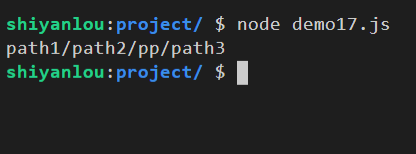 shiyanlou:project/ $ node demo17.js
path1/path2/pp/path3
shiyanlou:project/ $